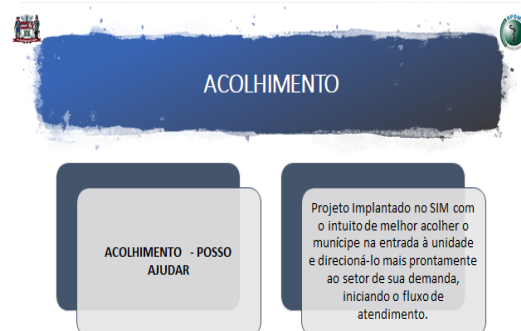 ACOLHIMENTO
ACOLHIMENTO - POSSO
AJUDAR
Projeto Implantado no SIM com
o intuito de melhor acolher o
munícipe na entrada à unidade
e direcioná-lo mais prontamente
ao setor de sua demanda,
iniciando o fluxo de
atendimento.